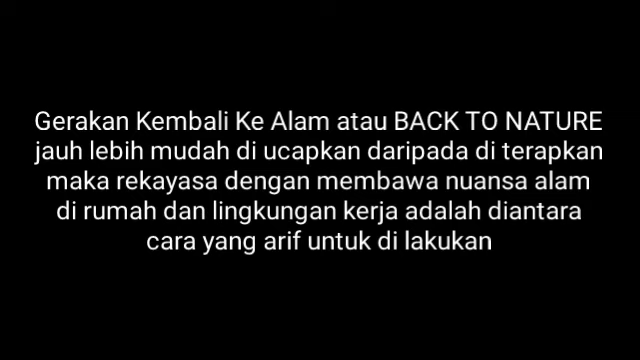 Gerakan Kembali Ke Alam atau BACK TO NATURE
jauh lebih mudah di ucapkan daripada di terapkan
maka rekayasa dengan membawa nuansa alam
di rumah dan lingkungan kerja adalah diantara
cara yang arif untuk di lakukan